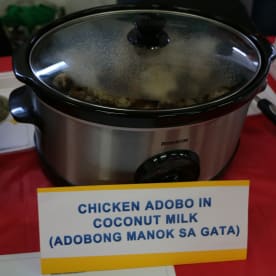 CHICKEN ADOBO IN
COCONUT MILK
(ADOBONG MANOK SA GATA)